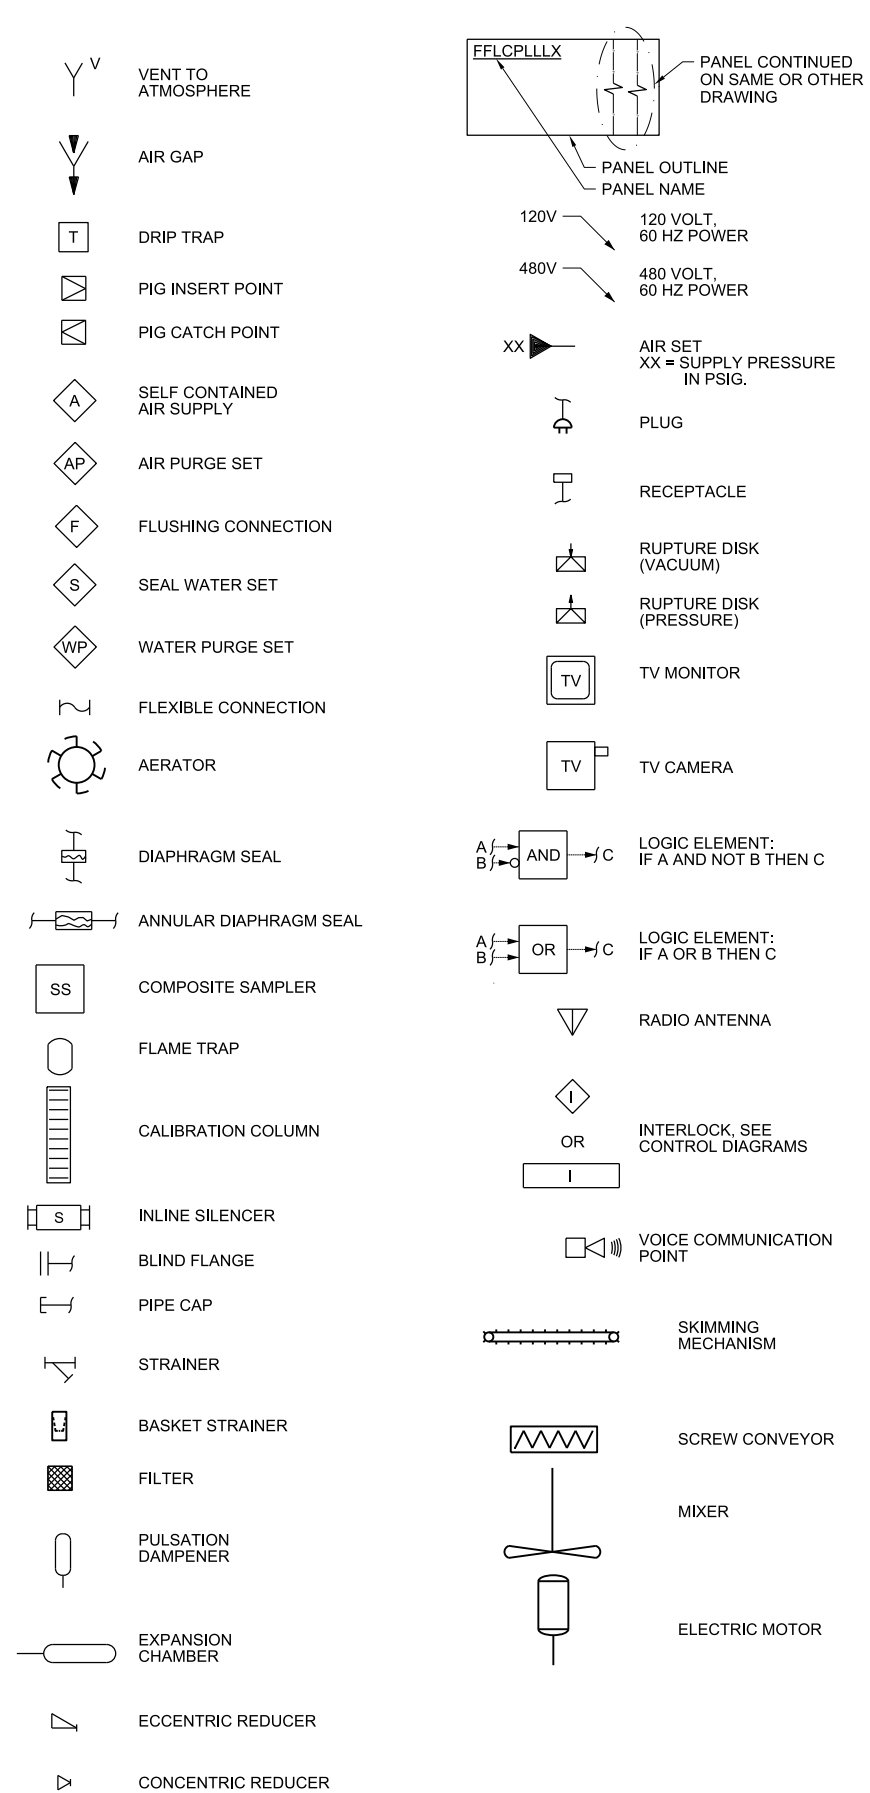 V
VENT TO
ATMOSPHERE
AIR GAP
T
DRIP TRAP
PIG INSERT POINT
PIG CATCH POINT
A
SELF CONTAINED
AIR SUPPLY
AP
AIR PURGE SET
F
FLUSHING CONNECTION
S
SEAL WATER SET
WP
WATER PURGE SET
FLEXIBLE CONNECTION
AERATOR
DIAPHRAGM SEAL
ANNULAR DIAPHRAGM SEAL
SS
COMPOSITE SAMPLER
FLAME TRAP
CALIBRATION COLUMN
S
INLINE SILENCER
BLIND FLANGE
PIPE CAP
STRAINER
BASKET STRAINER
FILTER
PULSATION
DAMPENER
EXPANSION
CHAMBER
ECCENTRIC REDUCER
CONCENTRIC REDUCER
FFLCPLLLX
PANEL CONTINUED
ON SAME OR OTHER
DRAWING
PANEL OUTLINE
PANEL NAME
120V
120 VOLT,
60 HZ POWER
480V
480 VOLT,
60 HZ POWER
XX
AIR SET
XX = SUPPLY PRESSURE
IN PSIG.
PLUG
RECEPTACLE
RUPTURE DISK
(VACUUM)
RUPTURE DISK
(PRESSURE)
TV
TV MONITOR
TV
TV CAMERA
A
B
AND
C
LOGIC ELEMENT:
IF A AND NOT B THEN C
A
B
OR
C
LOGIC ELEMENT:
IF A OR B THEN C
RADIO ANTENNA
I
OR
I
INTERLOCK, SEE
CONTROL DIAGRAMS
VOICE COMMUNICATION
POINT
SKIMMING
MECHANISM
SCREW CONVEYOR
MIXER
ELECTRIC MOTOR